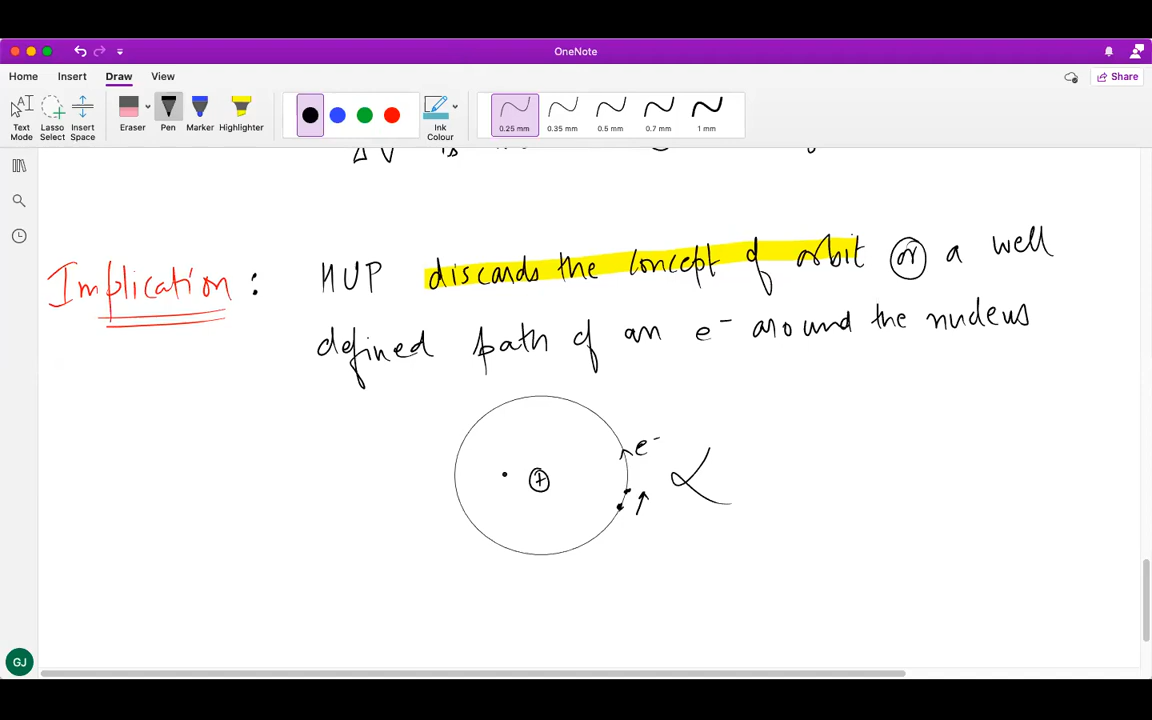 OneNote
Home Insert Draw View
Share
Text Mode
Lasso Select
Insert Space
Eraser
Pen
Marker
Highlighter
Ink Colour
0.25 mm
0.35 mm
0.5 mm
0.7 mm
1 mm
ΔV is
Implication : HUP discards the concept of orbit or a well
defined path of an e⁻ around the nucleus
e⁻
+
GJ